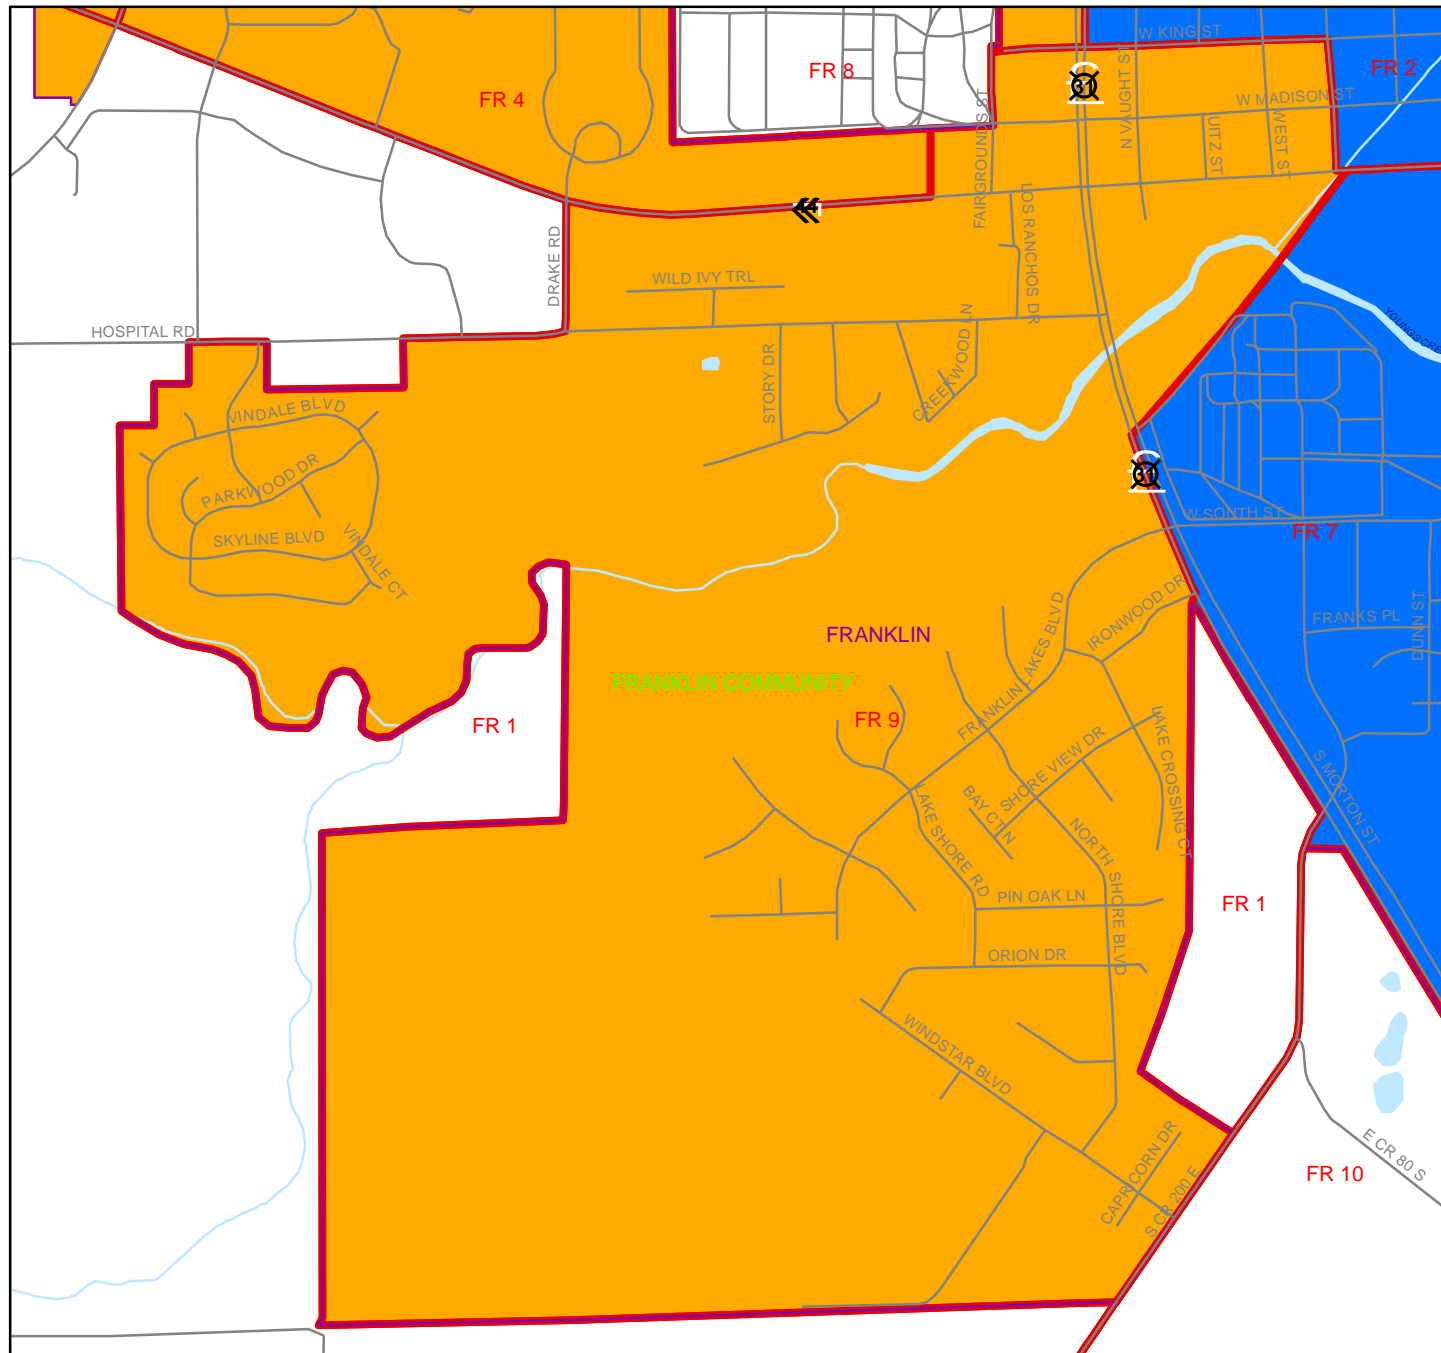 W KING ST
FR 8
FR 2
31
FR 4
W MADISON ST
N VAUGHT ST
FAIRGROUNDS ST
UITZ ST
WEST ST
44
LOS RANCHOS DR
DRAKE RD
WILD IVY TRL
HOSPITAL RD
YOUNGSCRE
STORY DR
CREEKWOOD LN
VINDALE BLVD
PARKWOOD DR
31
SKYLINE BLVD
VINDALE CT
W SOUTH ST
FR 7
IRONWOOD DR
FRANKS PL
DUNN ST
FRANKLIN
FRANKLIN LAKES BLVD
FRANKLIN COMMUNITY
FR 9
FR 1
LAKE CROSSING CT
SHORE VIEW DR
BAY CT N
S MORTON ST
LAKE SHORE RD
NORTH SHORE BLVD
PIN OAK LN
FR 1
ORION DR
WINDSTAR BLVD
CAPRICORN DR
S CR 200 E
E CR 80 S
FR 10